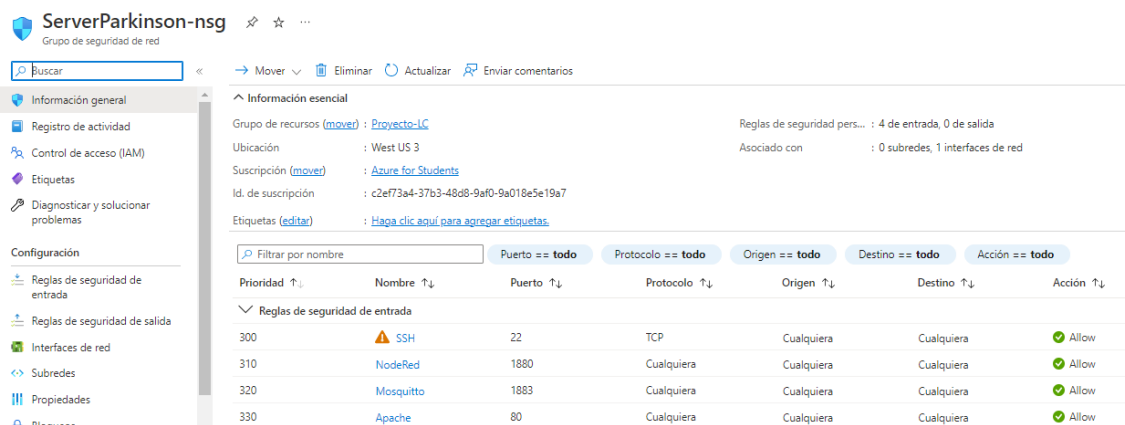 ServerParkinson-nsg
Grupo de seguridad de red
Buscar
«
Mover
Eliminar
Actualizar
Enviar comentarios
Información general
Registro de actividad
Control de acceso (IAM)
Etiquetas
Diagnosticar y solucionar
problemas
Configuración
Reglas de seguridad de
entrada
Reglas de seguridad de salida
Interfaces de red
Subredes
Propiedades
Bloqueos
Información esencial
Grupo de recursos (mover) : Proyecto-LC
Ubicación : West US 3
Suscripción (mover) : Azure for Students
Id. de suscripción : c2ef73a4-37b3-48d8-9af0-9a018e5e19a7
Etiquetas (editar) : Haga clic aquí para agregar etiquetas.
Reglas de seguridad pers... : 4 de entrada, 0 de salida
Asociado con : 0 subredes, 1 interfaces de red
Filtrar por nombre
Puerto == todo
Protocolo == todo
Origen == todo
Destino == todo
Acción == todo
Prioridad ↑↓ Nombre ↑↓ Puerto ↑↓ Protocolo ↑↓ Origen ↑↓ Destino ↑↓ Acción ↑↓
Reglas de seguridad de entrada
300 SSH 22 TCP Cualquiera Cualquiera Allow
310 NodeRed 1880 Cualquiera Cualquiera Cualquiera Allow
320 Mosquitto 1883 Cualquiera Cualquiera Cualquiera Allow
330 Apache 80 Cualquiera Cualquiera Cualquiera Allow